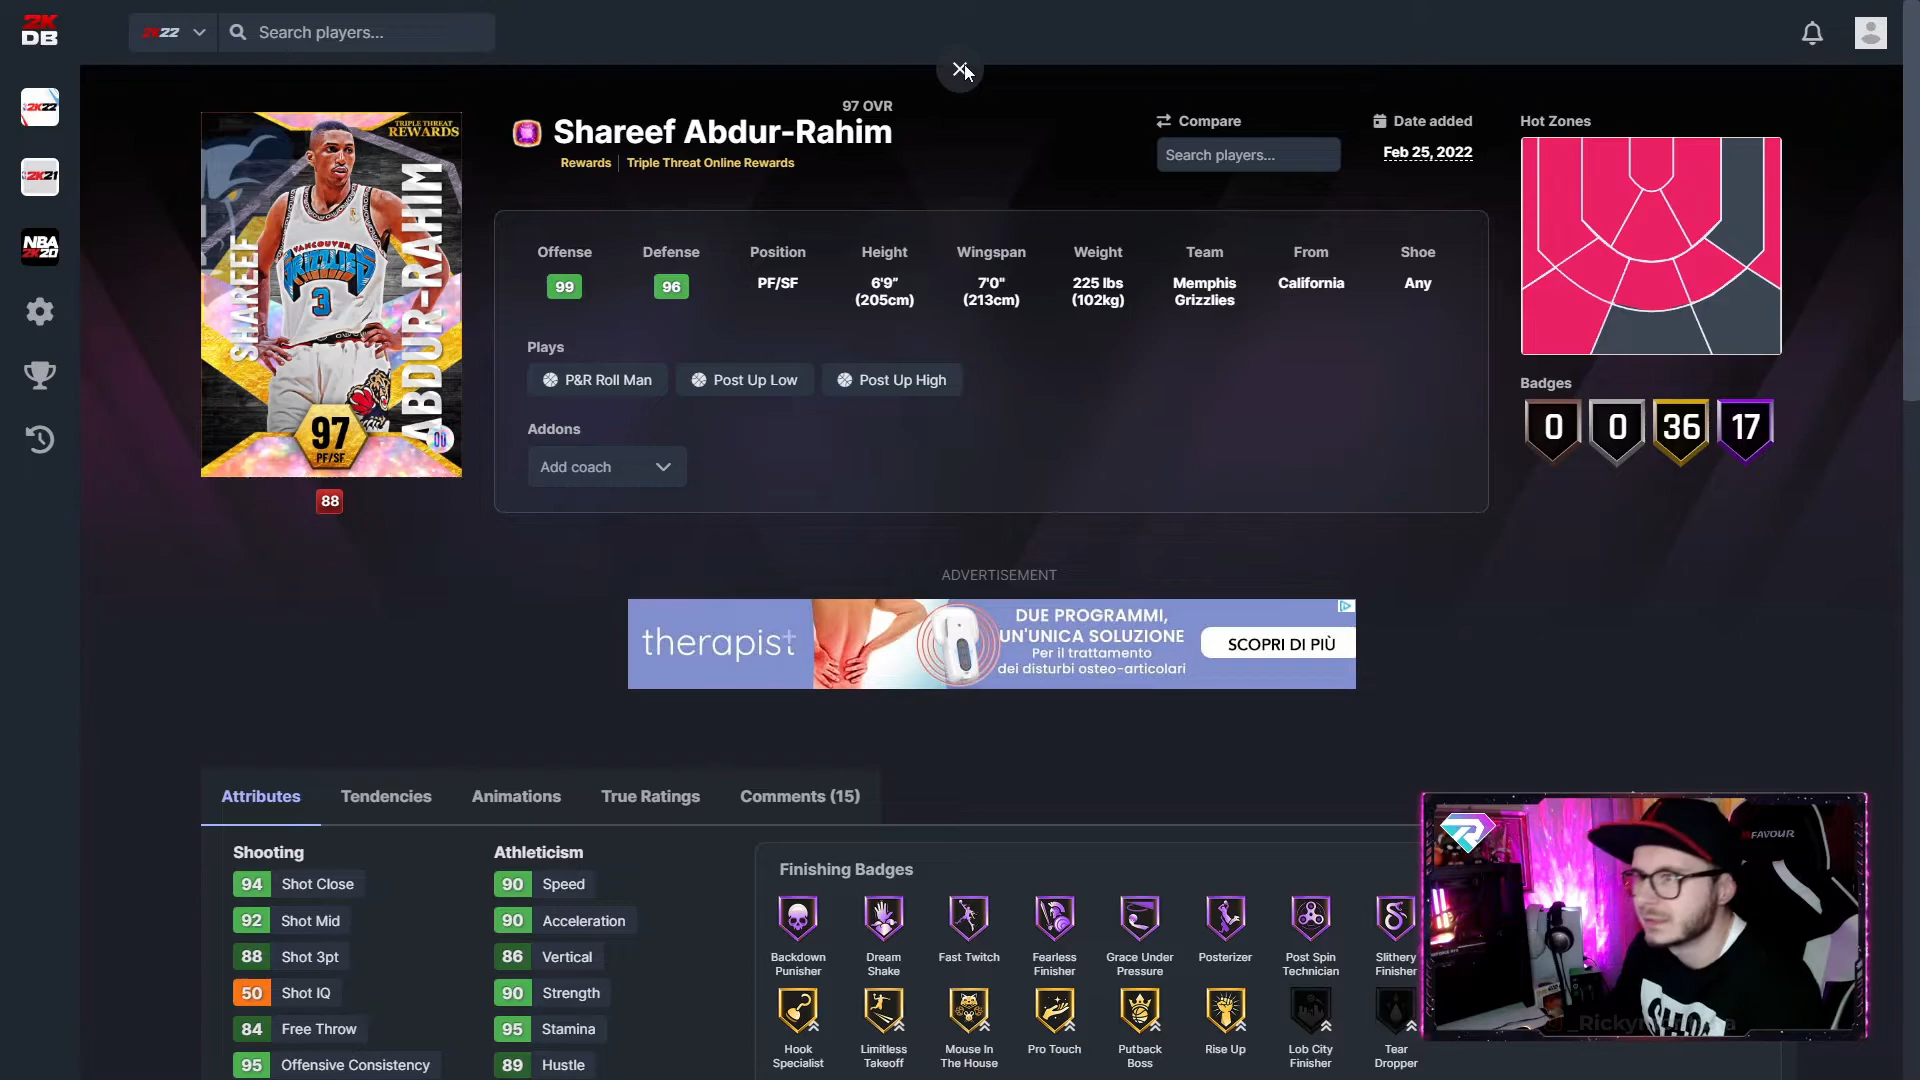 2K
DB
2K22
Search players...
2K22
2K21
NBA
2K20
TRIPLE THREAT
REWARDS
SHAREEF
ABDUR-RAHIM
VANCOUVER
GRIZZLIES
3
97
PF/SF
88
97 OVR
Shareef Abdur-Rahim
Rewards
Triple Threat Online Rewards
Compare
Search players...
Date added
Feb 25, 2022
Hot Zones
Offense
Defense
Position
Height
Wingspan
Weight
Team
From
Shoe
99
96
PF/SF
6'9"
(205cm)
7'0"
(213cm)
225 lbs
(102kg)
Memphis
Grizzlies
California
Any
Plays
P&R Roll Man
Post Up Low
Post Up High
Addons
Add coach
Badges
0
0
36
17
ADVERTISEMENT
therapist
DUE PROGRAMMI,
UN'UNICA SOLUZIONE
Per il trattamento
dei disturbi osteo-articolari
SCOPRI DI PIÙ
Attributes
Tendencies
Animations
True Ratings
Comments (15)
Shooting
94 Shot Close
92 Shot Mid
88 Shot 3pt
50 Shot IQ
84 Free Throw
95 Offensive Consistency
Athleticism
90 Speed
90 Acceleration
86 Vertical
90 Strength
95 Stamina
89 Hustle
Finishing Badges
Backdown
Punisher
Dream
Shake
Fast Twitch
Fearless
Finisher
Grace Under
Pressure
Posterizer
Post Spin
Technician
Slithery
Finisher
Hook
Specialist
Limitless
Takeoff
Mouse In
The House
Pro Touch
Putback
Boss
Rise Up
Lob City
Finisher
Tear
Dropper
FAVOUR